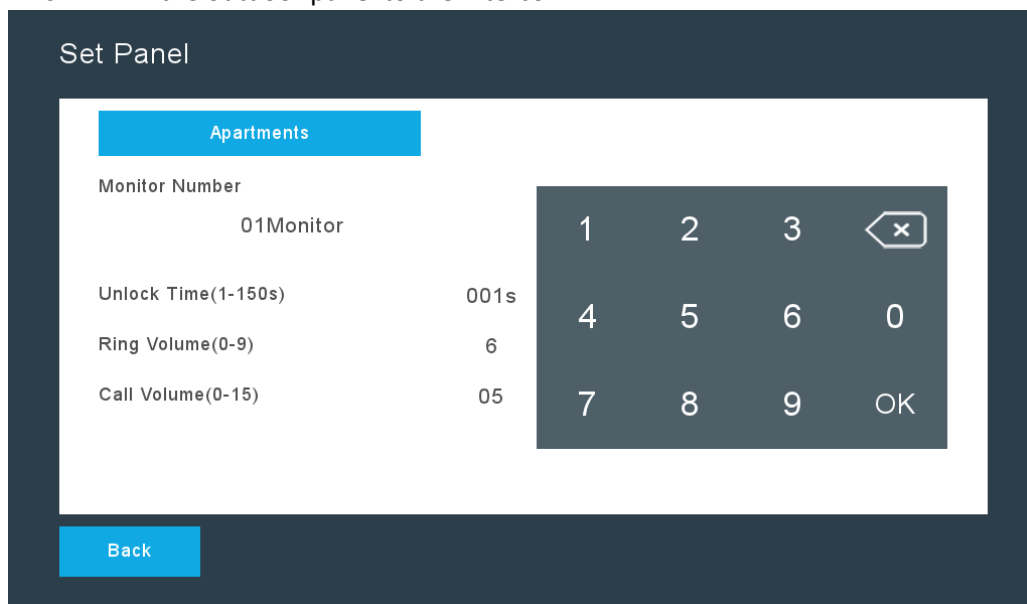 Set Panel
Apartments
Monitor Number
01Monitor
Unlock Time(1-150s) 001s
Ring Volume(0-9) 6
Call Volume(0-15) 05
1 2 3
4 5 6 0
7 8 9 OK
Back